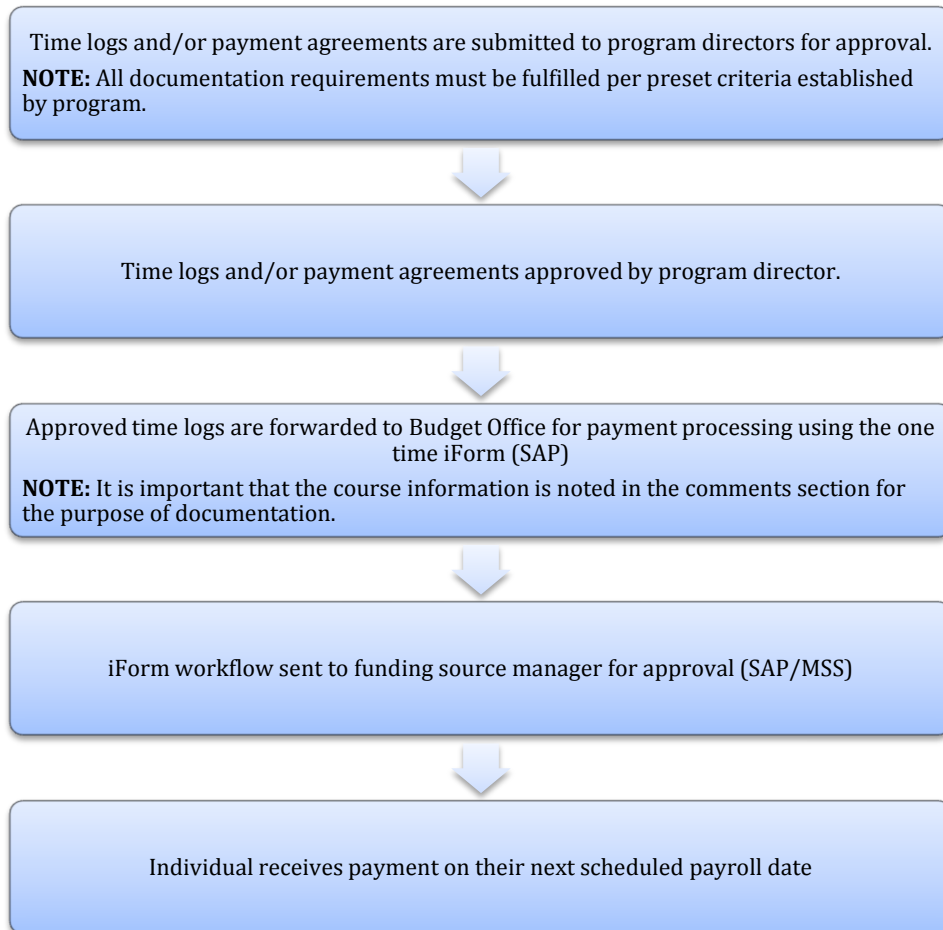 Time logs and/or payment agreements are submitted to program directors for approval.
NOTE: All documentation requirements must be fulfilled per preset criteria established
by program.
Time logs and/or payment agreements approved by program director.
Approved time logs are forwarded to Budget Office for payment processing using the one
time iForm (SAP)
NOTE: It is important that the course information is noted in the comments section for
the purpose of documentation.
iForm workflow sent to funding source manager for approval (SAP/MSS)
Individual receives payment on their next scheduled payroll date